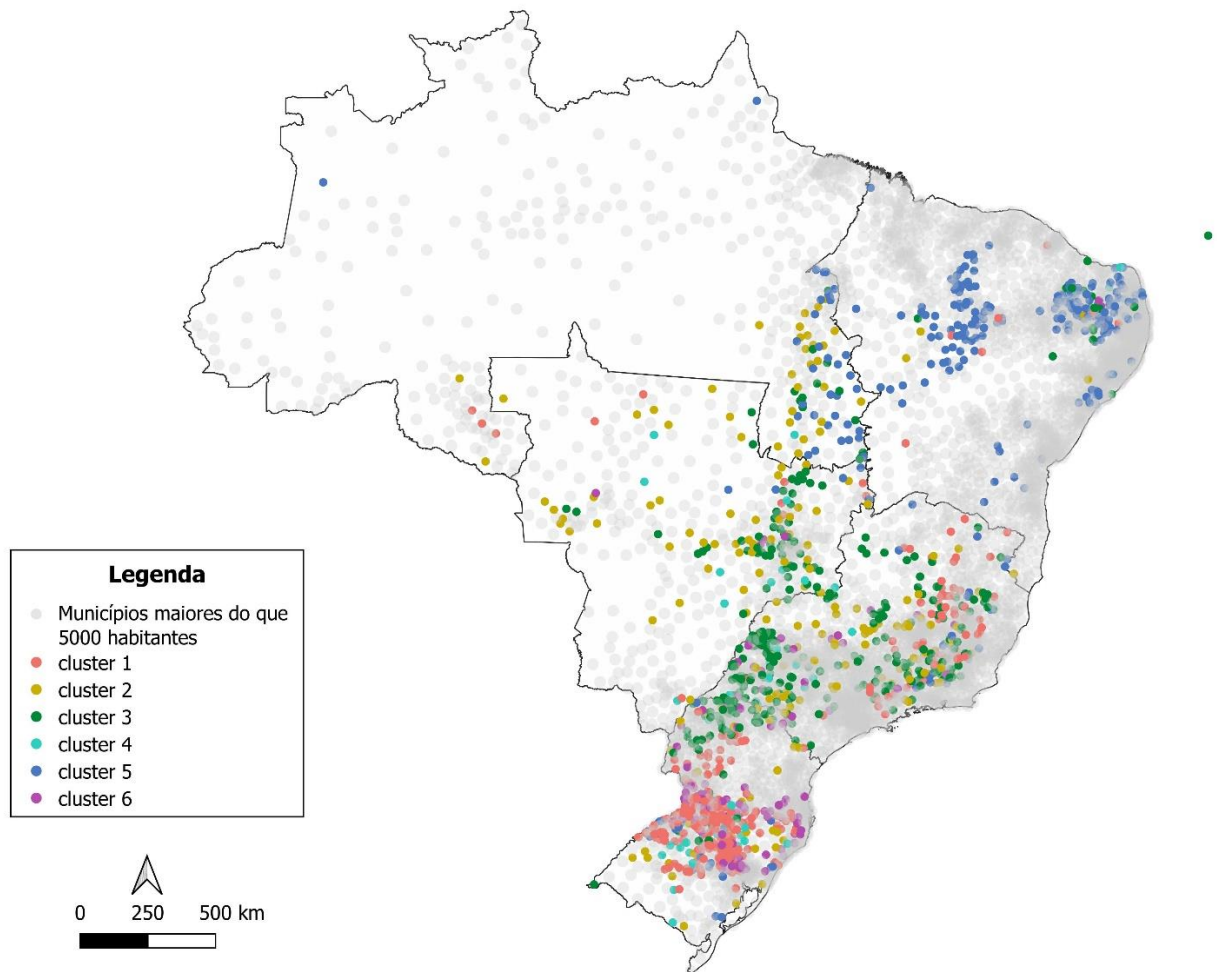 Legenda
Municípios maiores do que
5000 habitantes
cluster 1
cluster 2
cluster 3
cluster 4
cluster 5
cluster 6
0 250 500 km